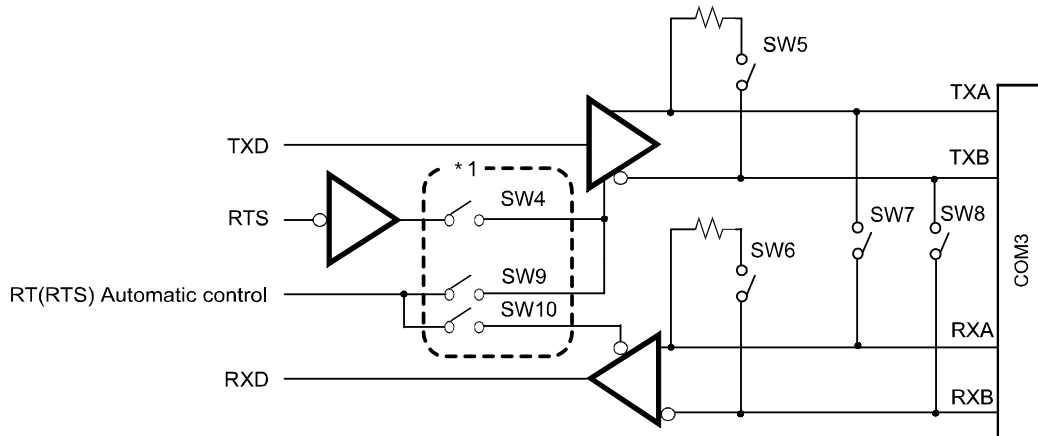 SW5
TXA
TXD
TXB
* 1
RTS
SW4
SW7
SW8
SW6
COM3
RT(RTS) Automatic control
SW9
SW10
RXA
RXD
RXB